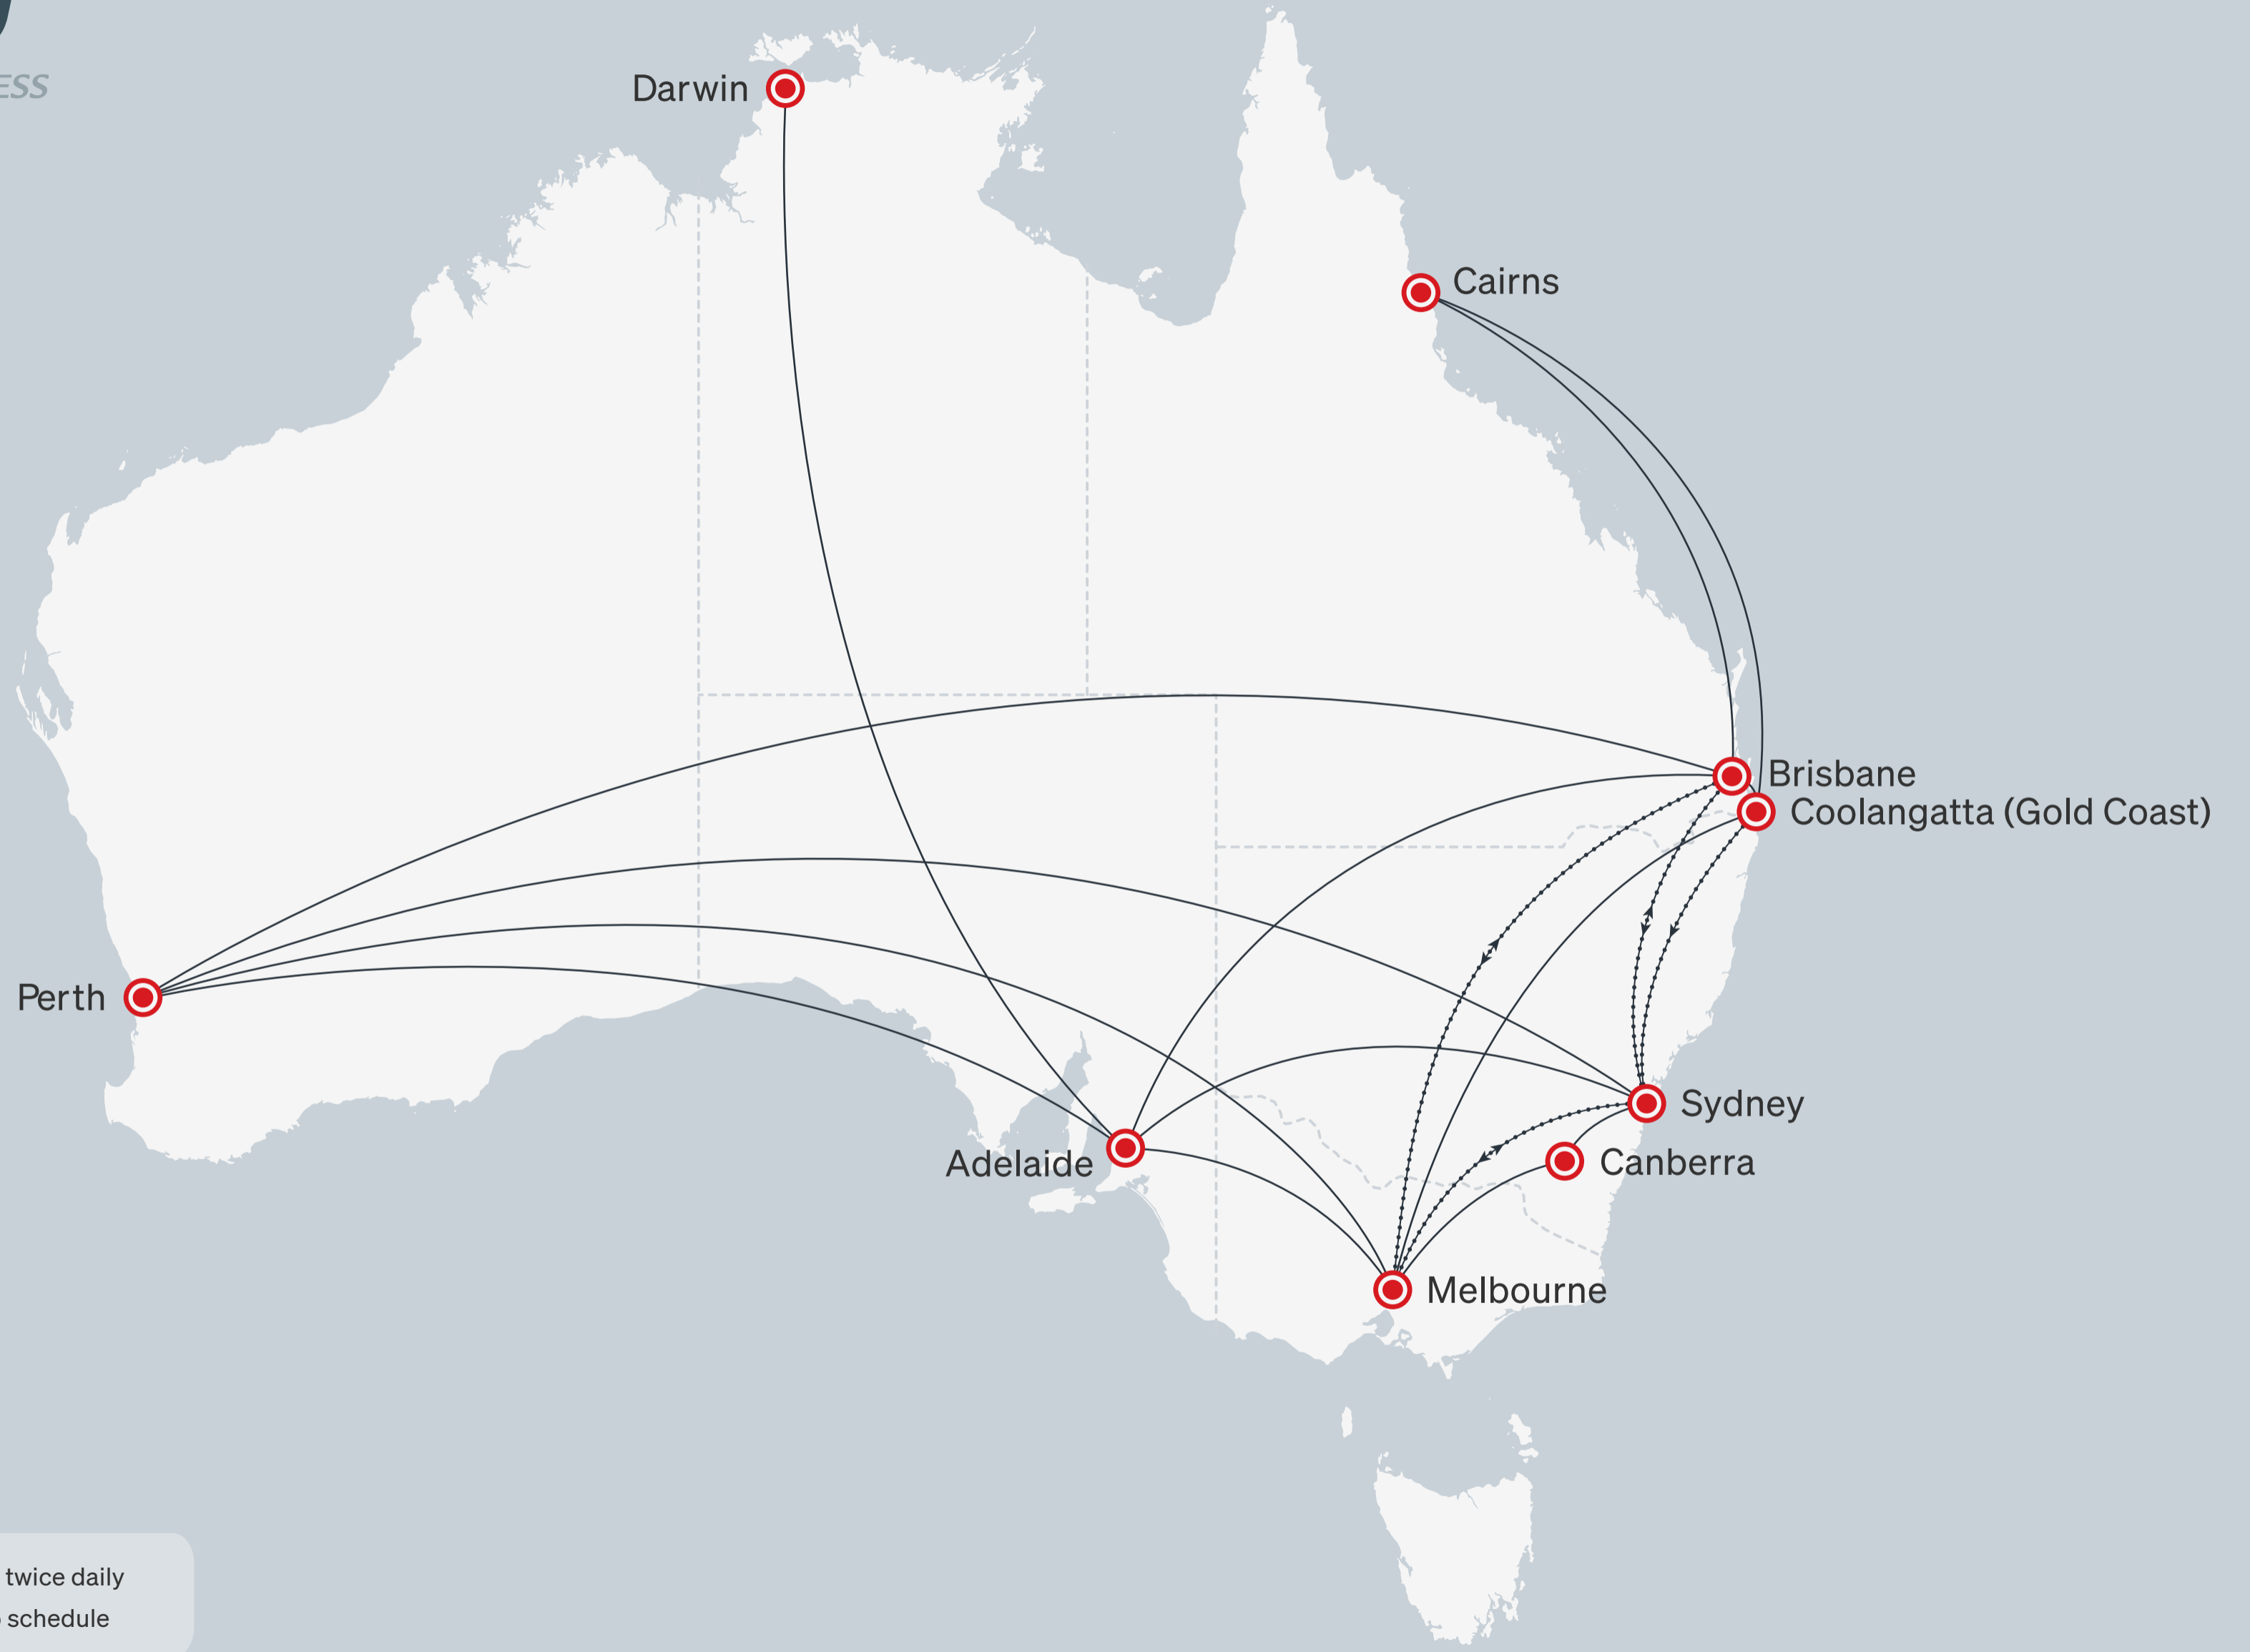 ESS
Darwin
Cairns
Brisbane
Coolangatta (Gold Coast)
Perth
Sydney
Adelaide
Canberra
Melbourne
twice daily
schedule